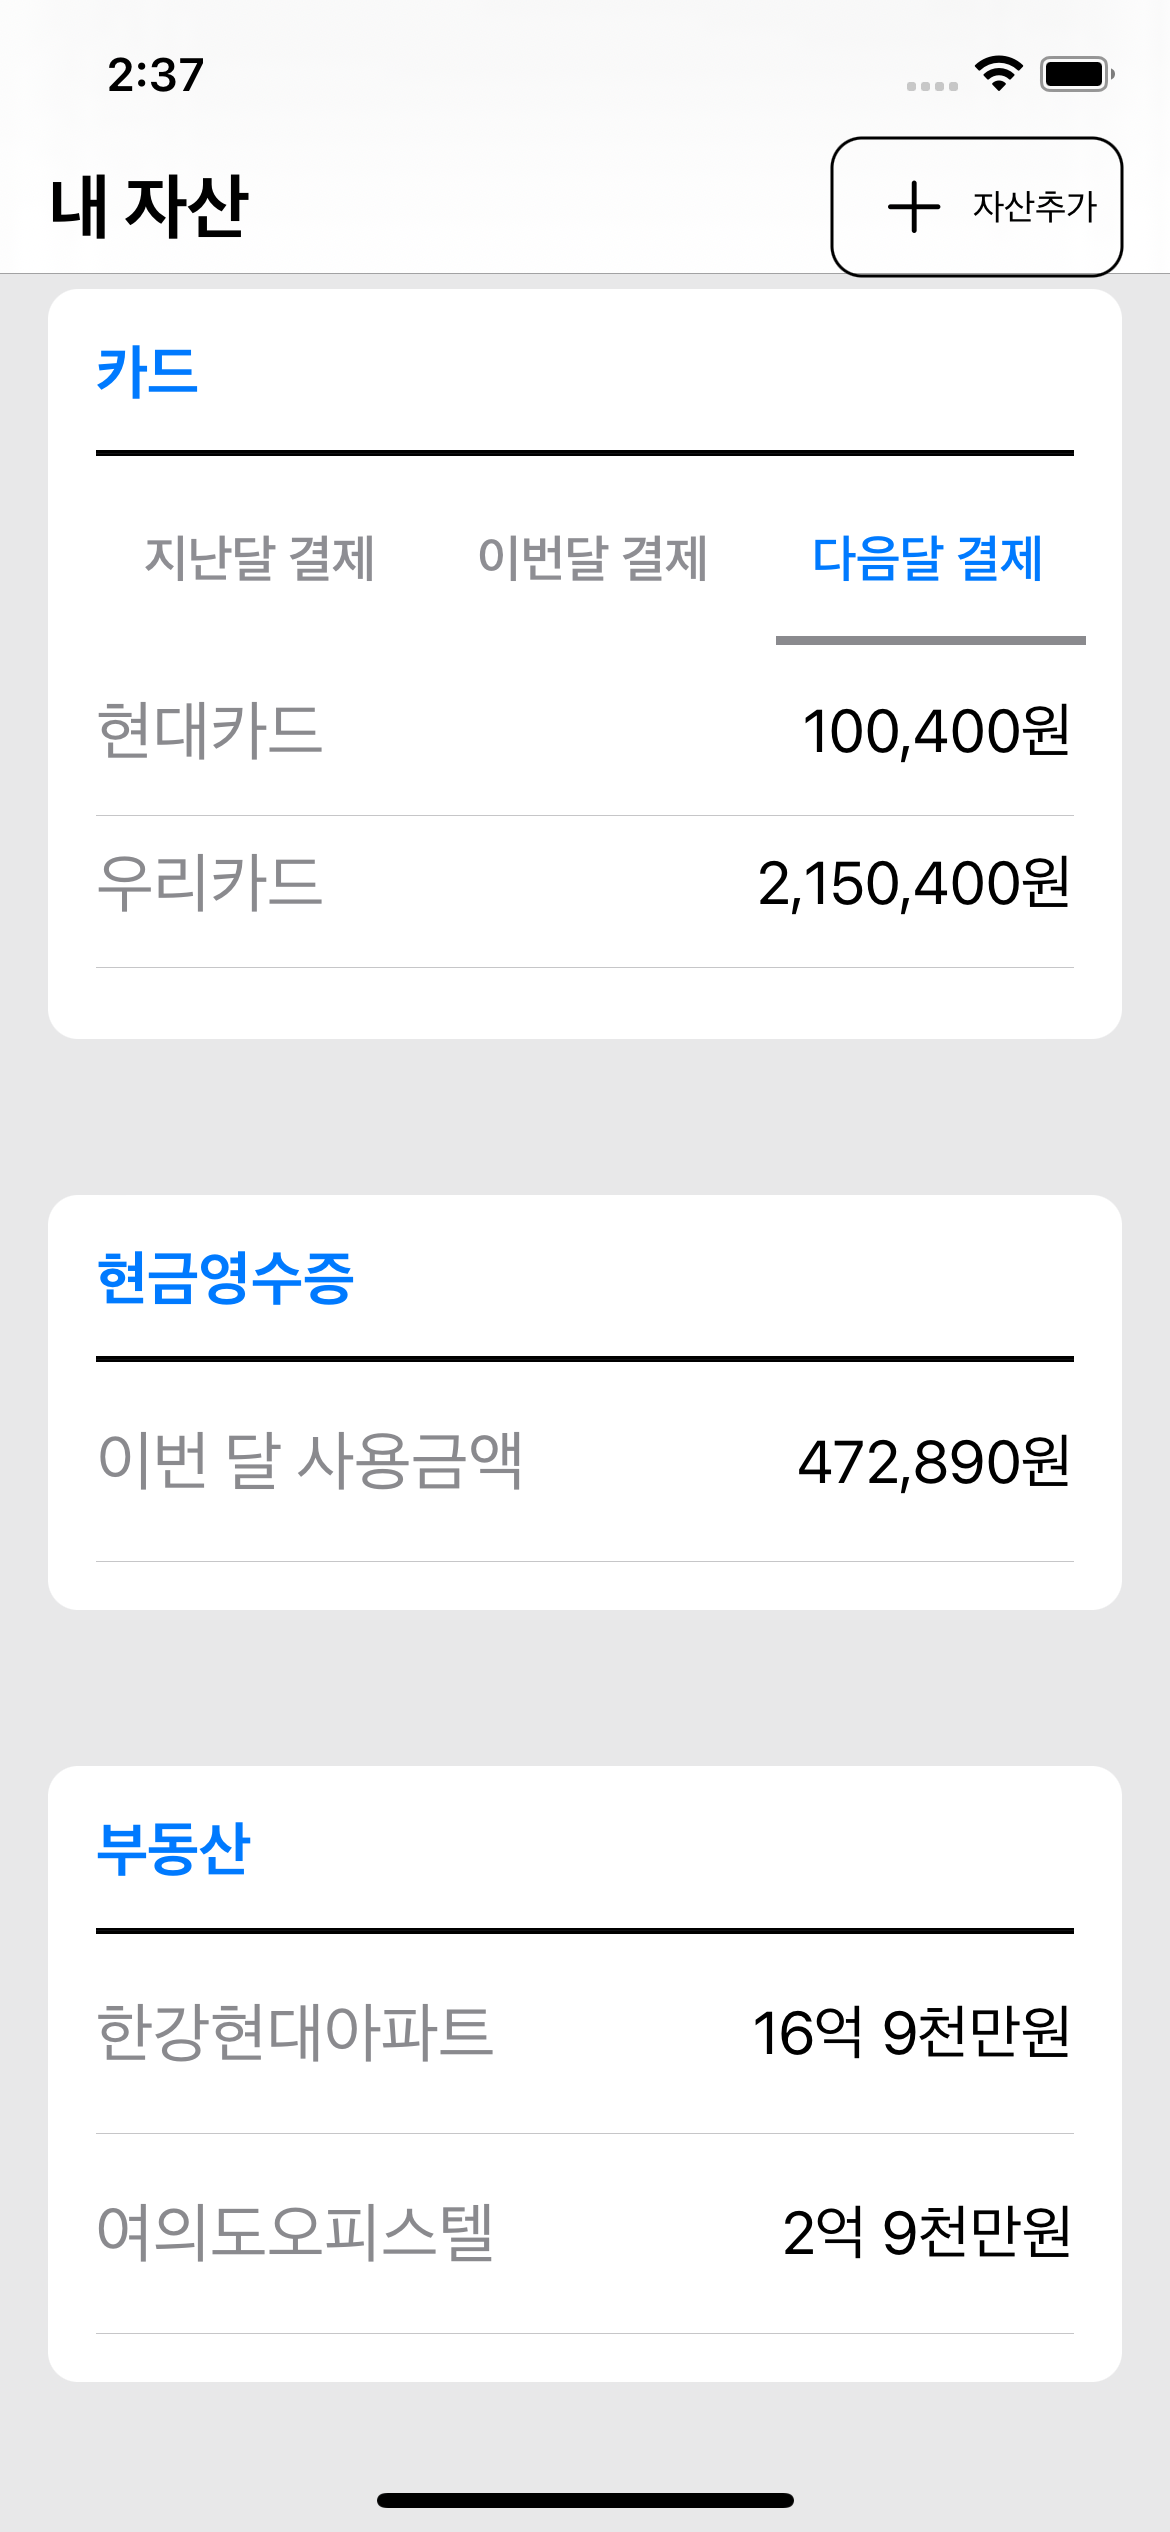 2:37
내 자산
자산추가
카드
지난달 결제 이번달 결제 다음달 결제
현대카드 100,400원
우리카드 2,150,400원
현금영수증
이번 달 사용금액 472,890원
부동산
한강현대아파트 16억 9천만원
여의도오피스텔 2억 9천만원